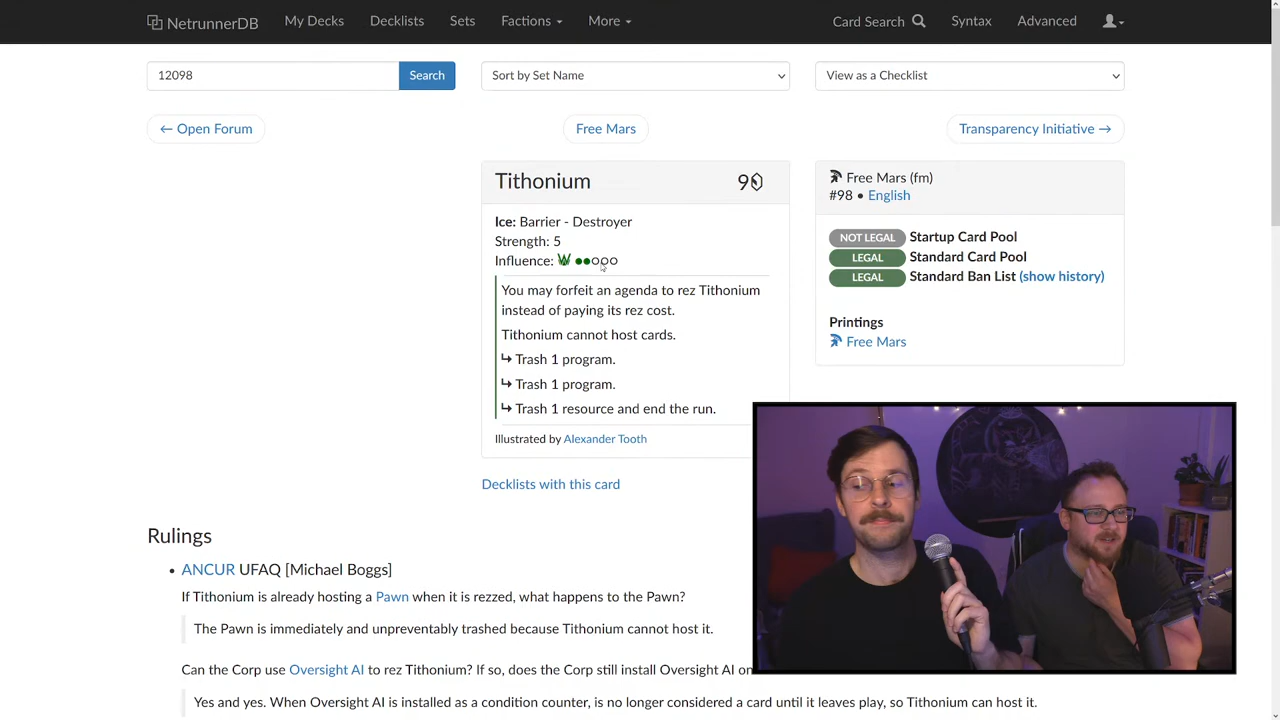 NetrunnerDB My Decks Decklists Sets Factions More Card Search Syntax Advanced
12098 Search Sort by Set Name View as a Checklist
← Open Forum Free Mars Transparency Initiative →
Tithonium 9
Ice: Barrier - Destroyer
Strength: 5
Influence:
You may forfeit an agenda to rez Tithonium
instead of paying its rez cost.
Tithonium cannot host cards.
↳ Trash 1 program.
↳ Trash 1 program.
↳ Trash 1 resource and end the run.
Illustrated by Alexander Tooth
Decklists with this card
Free Mars (fm)
#98 • English
NOT LEGAL Startup Card Pool
LEGAL Standard Card Pool
LEGAL Standard Ban List (show history)
Printings
Free Mars
Rulings
• ANCUR UFAQ [Michael Boggs]
If Tithonium is already hosting a Pawn when it is rezzed, what happens to the Pawn?
The Pawn is immediately and unpreventably trashed because Tithonium cannot host it.
Can the Corp use Oversight AI to rez Tithonium? If so, does the Corp still install Oversight AI on
Yes and yes. When Oversight AI is installed as a condition counter, is no longer considered a card until it leaves play, so Tithonium can host it.